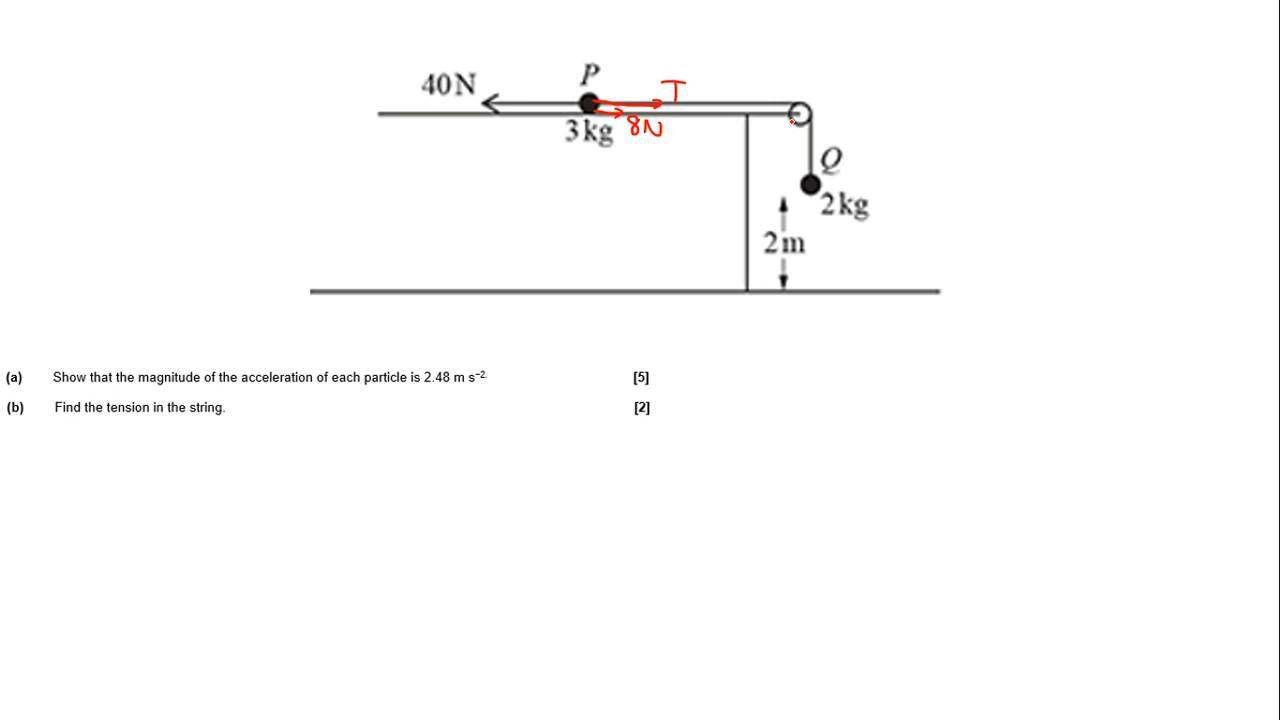 P
40N
T
3kg 8N
Q
2kg
2m
(a) Show that the magnitude of the acceleration of each particle is 2.48 m s⁻². [5]
(b) Find the tension in the string. [2]